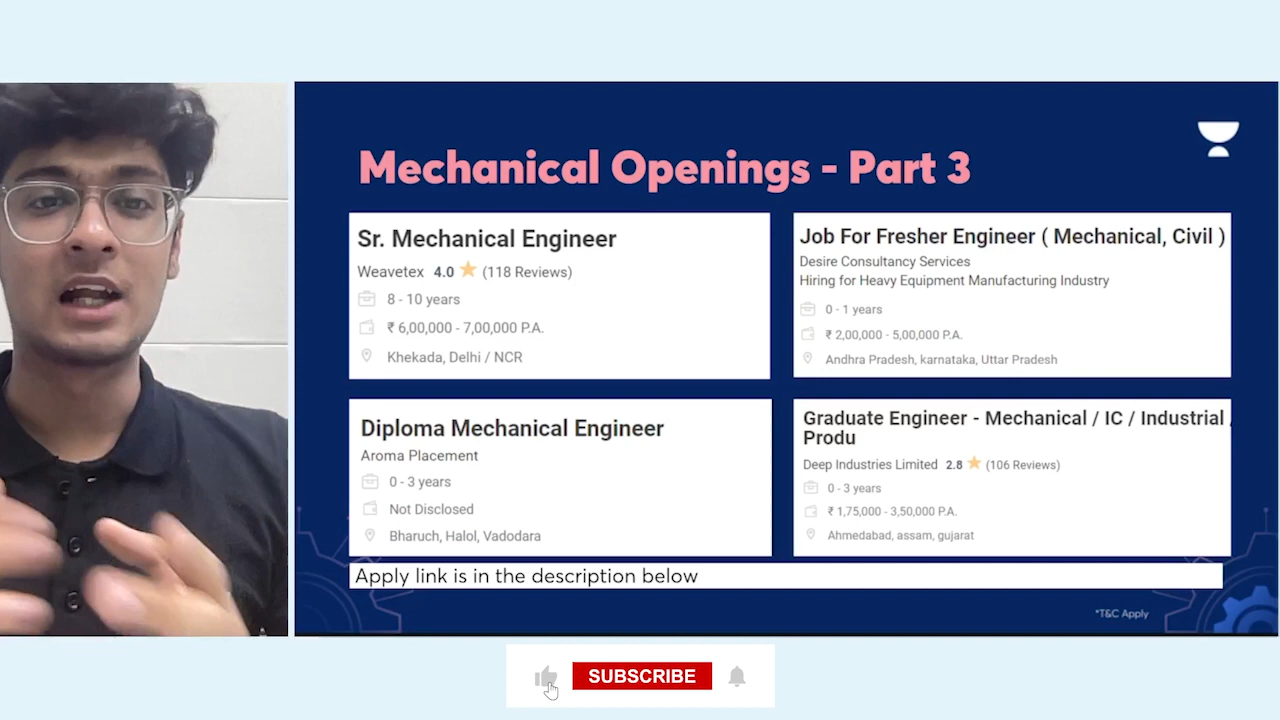 Mechanical Openings - Part 3
Sr. Mechanical Engineer
Weavetex 4.0 (118 Reviews)
8 - 10 years
₹ 6,00,000 - 7,00,000 P.A.
Khekada, Delhi / NCR
Job For Fresher Engineer ( Mechanical, Civil )
Desire Consultancy Services
Hiring for Heavy Equipment Manufacturing Industry
0 - 1 years
₹ 2,00,000 - 5,00,000 P.A.
Andhra Pradesh, karnataka, Uttar Pradesh
Diploma Mechanical Engineer
Aroma Placement
0 - 3 years
Not Disclosed
Bharuch, Halol, Vadodara
Graduate Engineer - Mechanical / IC / Industrial /
Produ
Deep Industries Limited 2.8 (106 Reviews)
0 - 3 years
₹ 1,75,000 - 3,50,000 P.A.
Ahmedabad, assam, gujarat
Apply link is in the description below
*T&C Apply
SUBSCRIBE